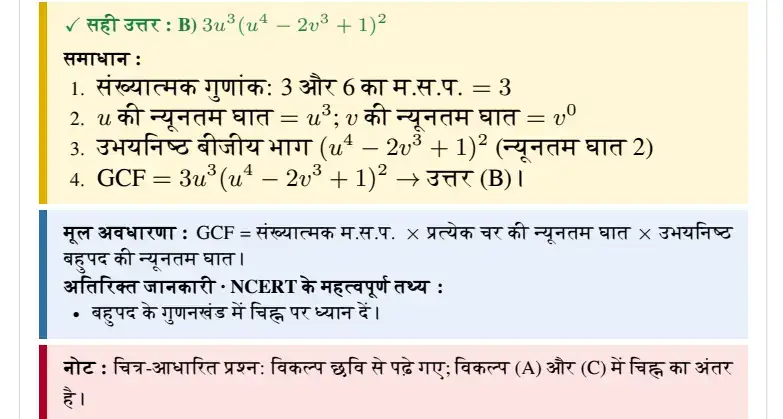 ✓ सही उत्तर : B) 3u³(u⁴ − 2v³ + 1)²
समाधान :
1. संख्यात्मक गुणांक: 3 और 6 का म.स.प. = 3
2. u की न्यूनतम घात = u³; v की न्यूनतम घात = v⁰
3. उभयनिष्ठ बीजीय भाग (u⁴ − 2v³ + 1)² (न्यूनतम घात 2)
4. GCF = 3u³(u⁴ − 2v³ + 1)² → उत्तर (B)।
मूल अवधारणा : GCF = संख्यात्मक म.स.प. × प्रत्येक चर की न्यूनतम घात × उभयनिष्ठ
बहुपद की न्यूनतम घात।
अतिरिक्त जानकारी · NCERT के महत्वपूर्ण तथ्य :
• बहुपद के गुणनखंड में चिह्न पर ध्यान दें।
नोट : चित्र-आधारित प्रश्न: विकल्प छवि से पढ़े गए; विकल्प (A) और (C) में चिह्न का अंतर
है।